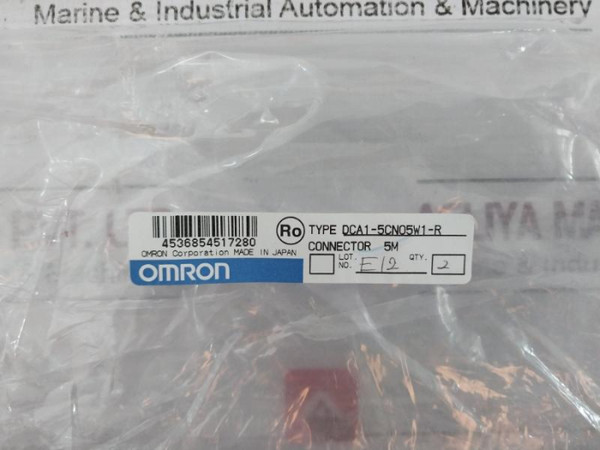 Marine & Industrial Automation & Machinery
4536854517280
Ro
TYPE DCA1-5CN05W1-R
CONNECTOR 5M
OMRON Corporation MADE IN JAPAN
OMRON
LOT. NO. E12 QTY. 2